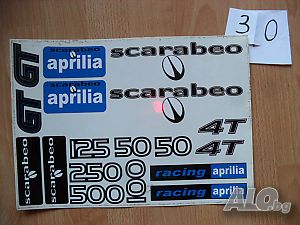 30
scarabeo
aprilia
scarabeo
aprilia
GT GT
scarabeo
scarabeo
125 50 50
4T
4T
250 0
500 100
racing aprilia
racing aprilia
ALO.bg